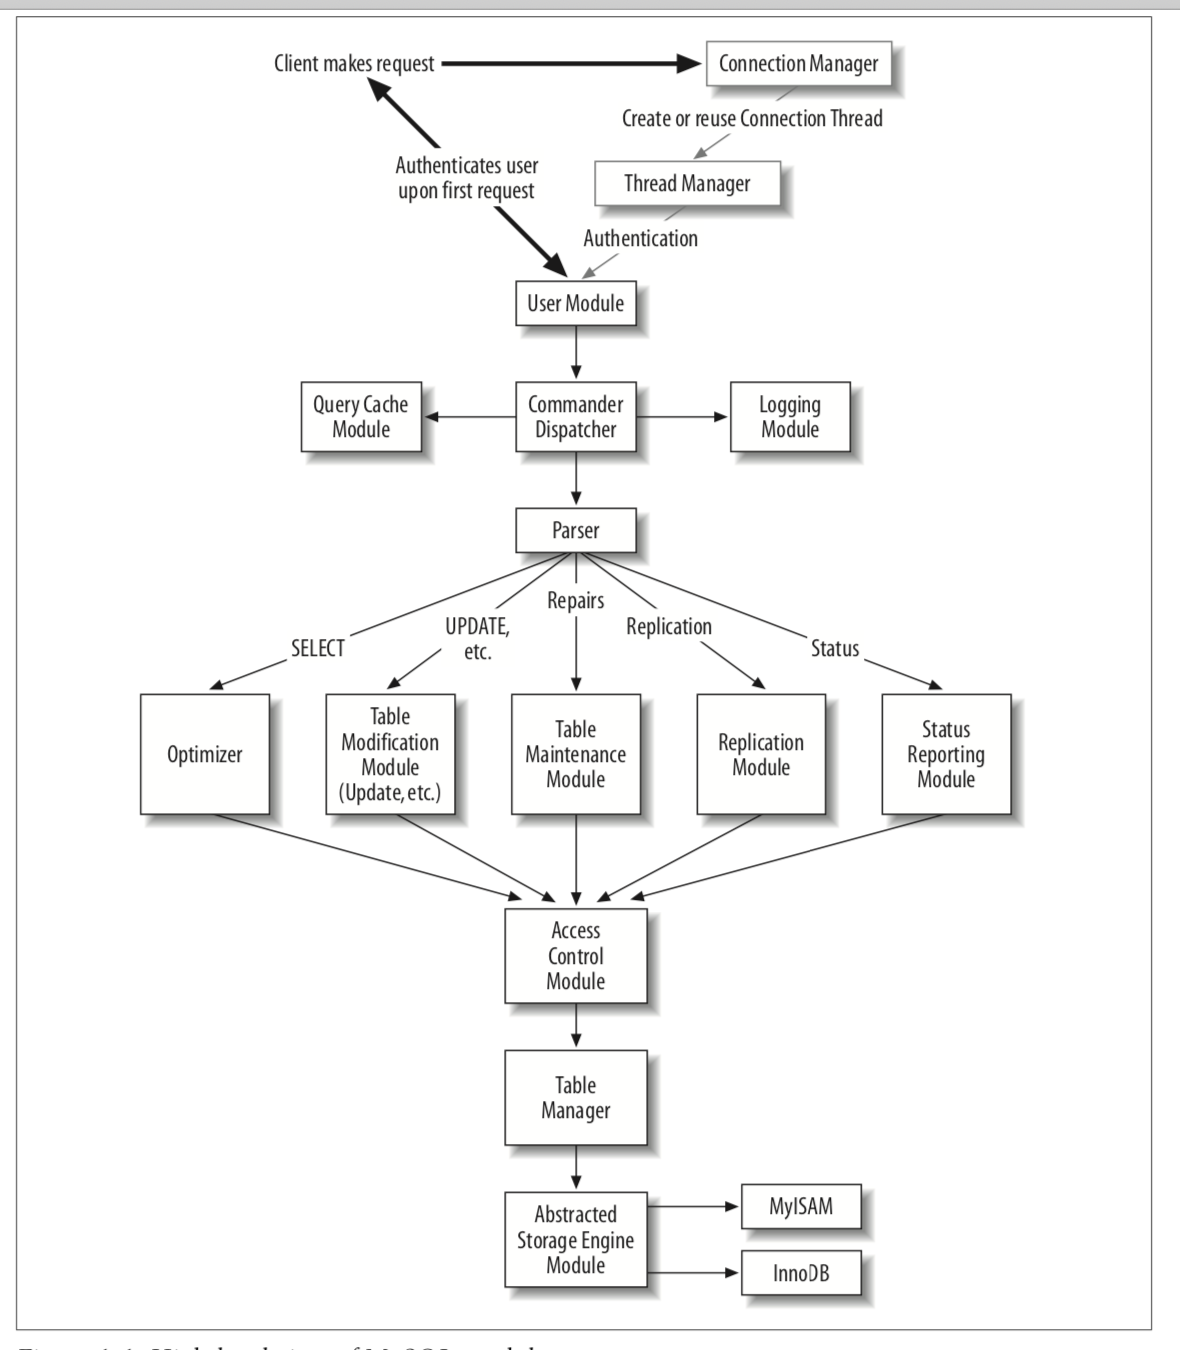 Client makes request
Connection Manager
Create or reuse Connection Thread
Authenticates user
upon first request
Thread Manager
Authentication
User Module
Query Cache
Module
Commander
Dispatcher
Logging
Module
Parser
SELECT
UPDATE,
etc.
Repairs
Replication
Status
Optimizer
Table
Modification
Module
(Update, etc.)
Table
Maintenance
Module
Replication
Module
Status
Reporting
Module
Access
Control
Module
Table
Manager
Abstracted
Storage Engine
Module
MyISAM
InnoDB